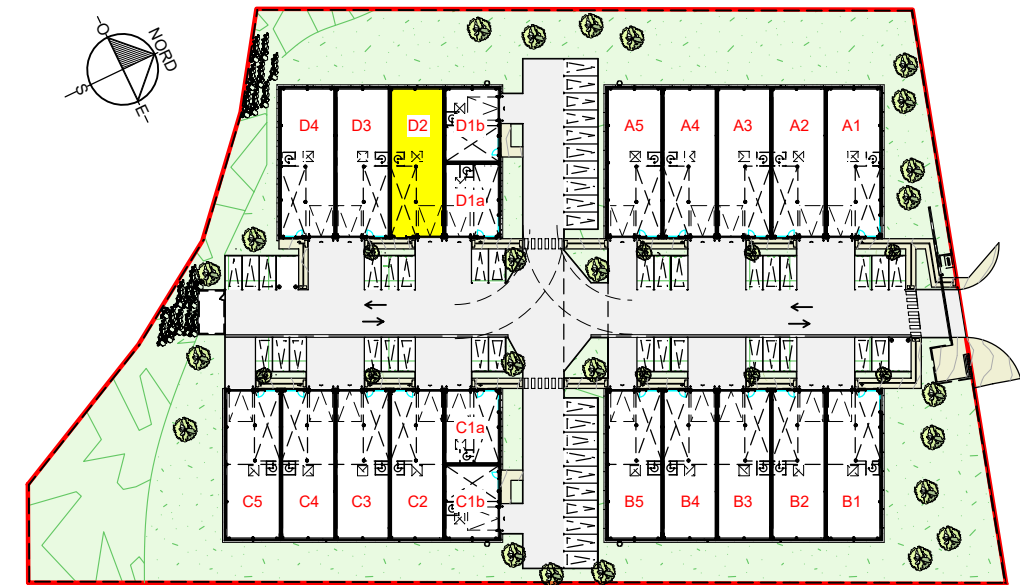 O
NORD
S
E
D4 D3 D2 D1b A5 A4 A3 A2 A1
D1a
C1a
C5 C4 C3 C2 C1b B5 B4 B3 B2 B1